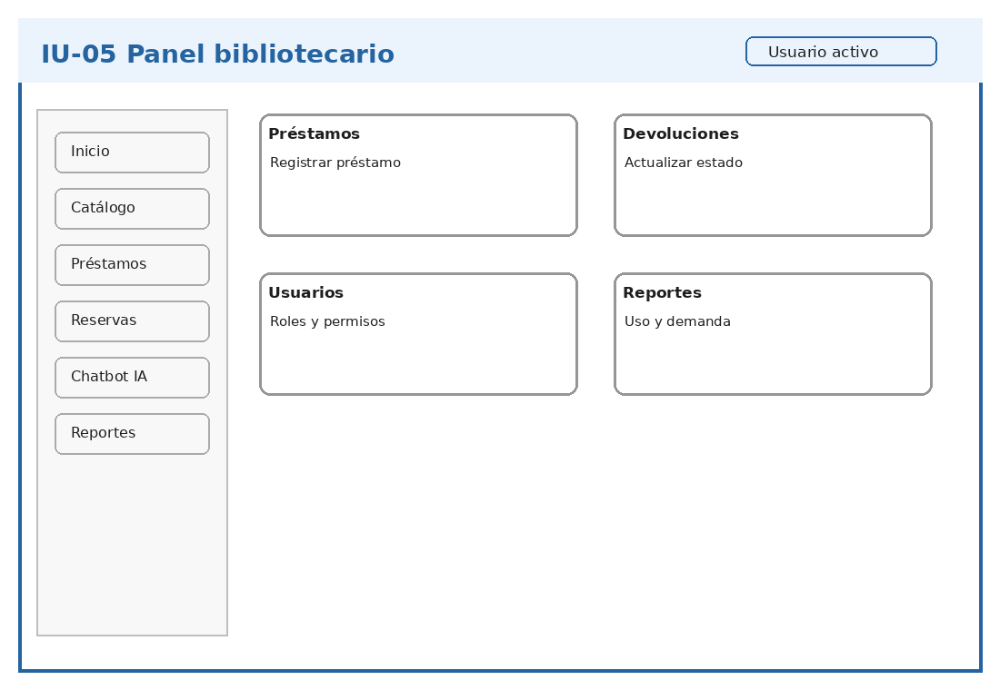 IU-05 Panel bibliotecario
Usuario activo
Inicio
Catálogo
Préstamos
Reservas
Chatbot IA
Reportes
Préstamos
Registrar préstamo
Devoluciones
Actualizar estado
Usuarios
Roles y permisos
Reportes
Uso y demanda